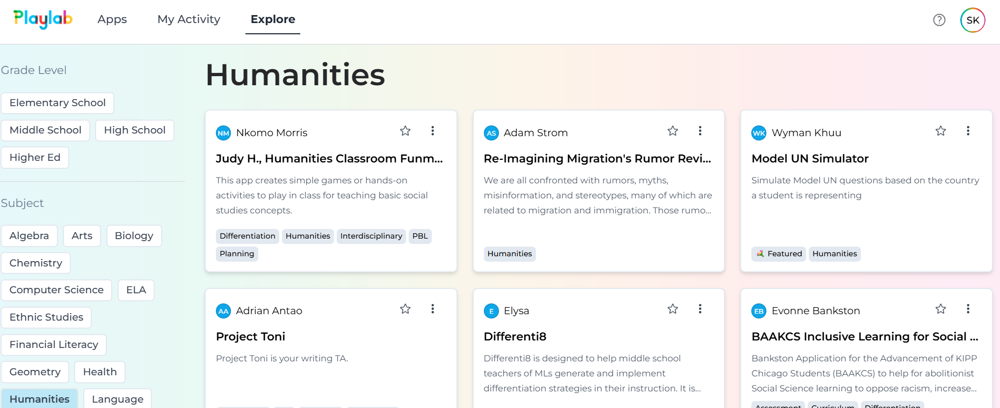 Playlab Apps My Activity Explore SK
Grade Level
Elementary School
Middle School High School
Higher Ed
Subject
Algebra Arts Biology
Chemistry
Computer Science ELA
Ethnic Studies
Financial Literacy
Geometry Health
Humanities Language
Humanities
NM Nkomo Morris
Judy H., Humanities Classroom Funm...
This app creates simple games or hands-on
activities to play in class for teaching basic social
studies concepts.
Differentiation Humanities Interdisciplinary PBL
Planning
AS Adam Strom
Re-Imagining Migration's Rumor Revi...
We are all confronted with rumors, myths,
misinformation, and stereotypes, many of which are
related to migration and immigration. Those rumo...
Humanities
WK Wyman Khuu
Model UN Simulator
Simulate Model UN questions based on the country
a student is representing
Featured Humanities
AA Adrian Antao
Project Toni
Project Toni is your writing TA.
E Elysa
Differenti8
Differenti8 is designed to help middle school
teachers of MLs generate and implement
differentiation strategies in their instruction. It is...
EB Evonne Bankston
BAAKCS Inclusive Learning for Social ...
Bankston Application for the Advancement of KIPP
Chicago Students (BAAKCS) to help for abolitionist
Social Science learning to oppose racism, increase...
Assessment Curriculum Differentiation